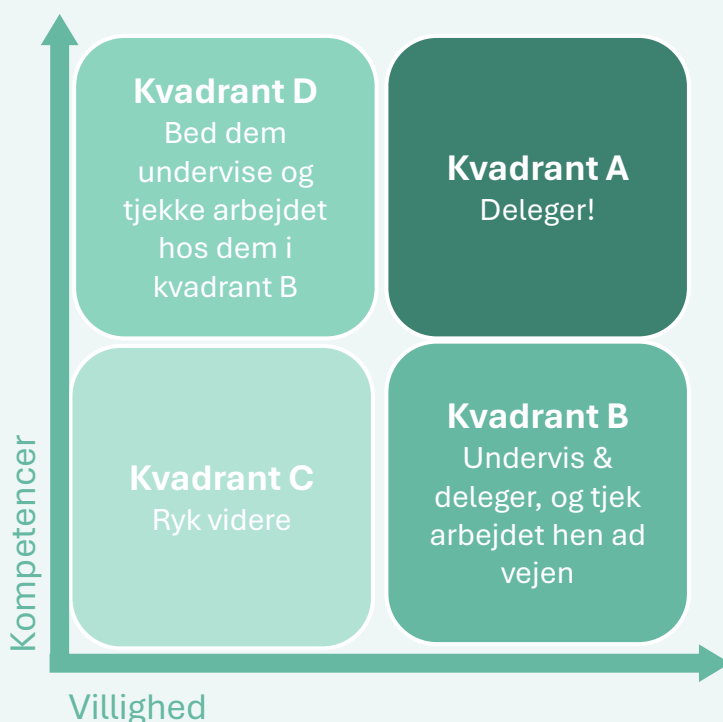 Kvadrant D
Bed dem
undervise og
tjekke arbejdet
hos dem i
kvadrant B
Kvadrant A
Deleger!
Kvadrant C
Ryk videre
Kvadrant B
Undervis &
deleger, og tjek
arbejdet hen ad
vejen
Kompetencer
Villighed